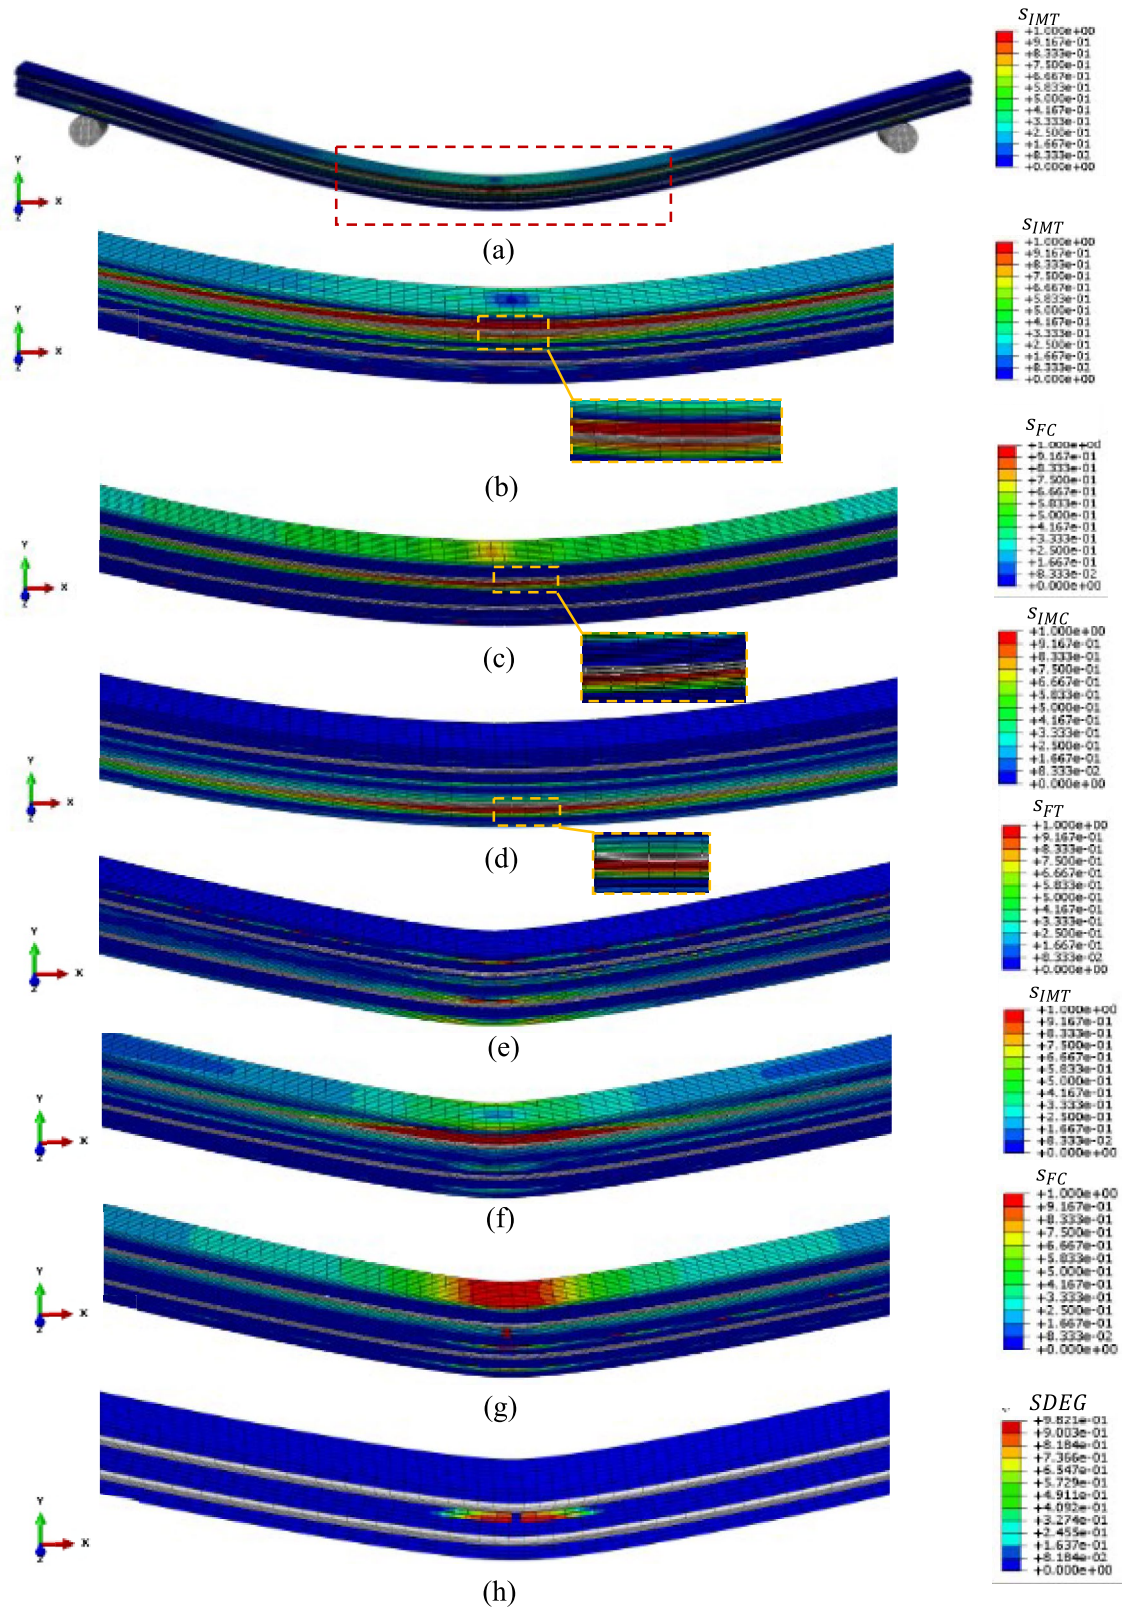 S_IMT
+1.000e+00
+9.167e-01
+8.333e-01
+7.500e-01
+6.667e-01
+5.833e-01
+5.000e-01
+4.167e-01
+3.333e-01
+2.500e-01
+1.667e-01
+8.333e-02
+0.000e+00
Y
X
Z
(a)
S_IMT
+1.000e+00
+9.167e-01
+8.333e-01
+7.500e-01
+6.667e-01
+5.833e-01
+5.000e-01
+4.167e-01
+3.333e-01
+2.500e-01
+1.667e-01
+8.333e-02
+0.000e+00
Y
X
Z
(b)
S_FC
+1.000e+00
+9.167e-01
+8.333e-01
+7.500e-01
+6.667e-01
+5.833e-01
+5.000e-01
+4.167e-01
+3.333e-01
+2.500e-01
+1.667e-01
+8.333e-02
+0.000e+00
Y
X
Z
(c)
S_IMC
+1.000e+00
+9.167e-01
+8.333e-01
+7.500e-01
+6.667e-01
+5.833e-01
+5.000e-01
+4.167e-01
+3.333e-01
+2.500e-01
+1.667e-01
+8.333e-02
+0.000e+00
Y
X
Z
(d)
S_FT
+1.000e+00
+9.167e-01
+8.333e-01
+7.500e-01
+6.667e-01
+5.833e-01
+5.000e-01
+4.167e-01
+3.333e-01
+2.500e-01
+1.667e-01
+8.333e-02
+0.000e+00
Y
X
Z
(e)
S_IMT
+1.000e+00
+9.167e-01
+8.333e-01
+7.500e-01
+6.667e-01
+5.833e-01
+5.000e-01
+4.167e-01
+3.333e-01
+2.500e-01
+1.667e-01
+8.333e-02
+0.000e+00
Y
X
Z
(f)
S_FC
+1.000e+00
+9.167e-01
+8.333e-01
+7.500e-01
+6.667e-01
+5.833e-01
+5.000e-01
+4.167e-01
+3.333e-01
+2.500e-01
+1.667e-01
+8.333e-02
+0.000e+00
Y
X
Z
(g)
SDEG
+9.821e-01
+9.003e-01
+8.184e-01
+7.366e-01
+6.547e-01
+5.729e-01
+4.911e-01
+4.092e-01
+3.274e-01
+2.455e-01
+1.637e-01
+8.184e-02
+0.000e+00
Y
X
Z
(h)